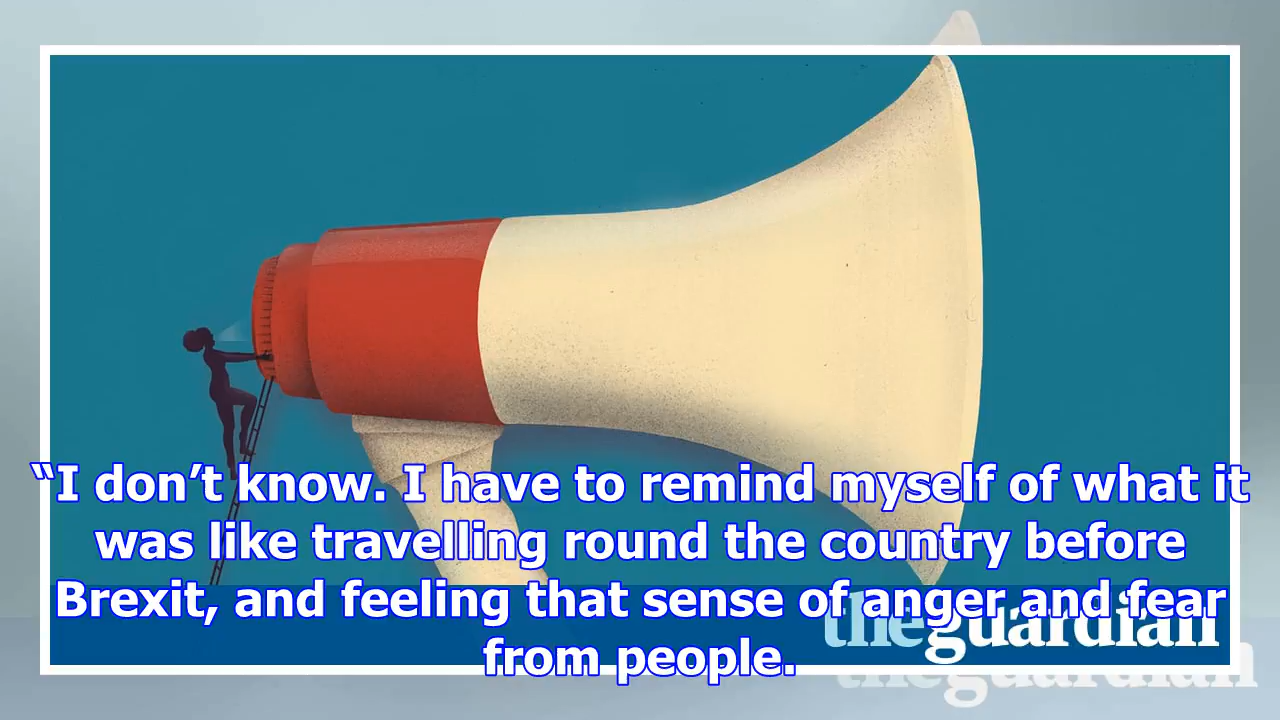 “I don’t know. I have to remind myself of what it
was like travelling round the country before
Brexit, and feeling that sense of anger and fear
from people.
theguardian
theguardian